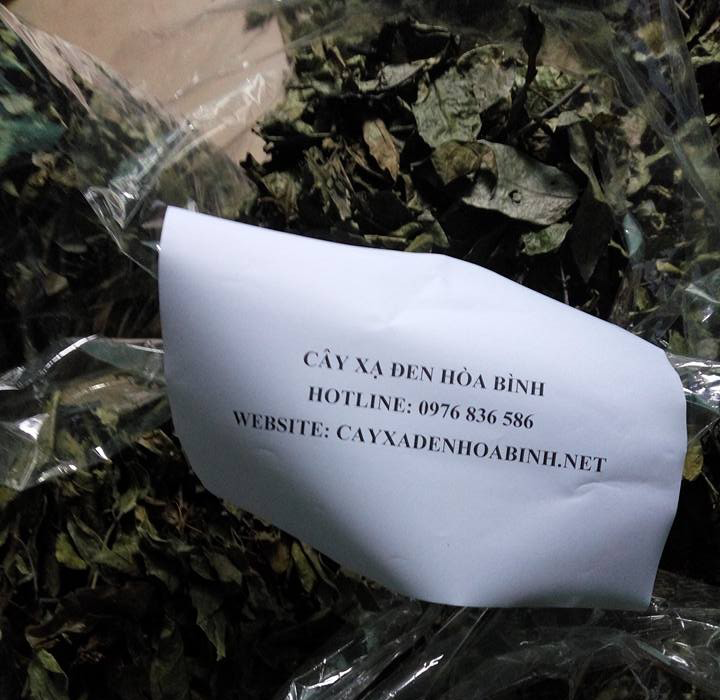 CÂY XẠ ĐEN HÒA BÌNH
HOTLINE: 0976 836 586
WEBSITE: CAYXADENHOABINH.NET